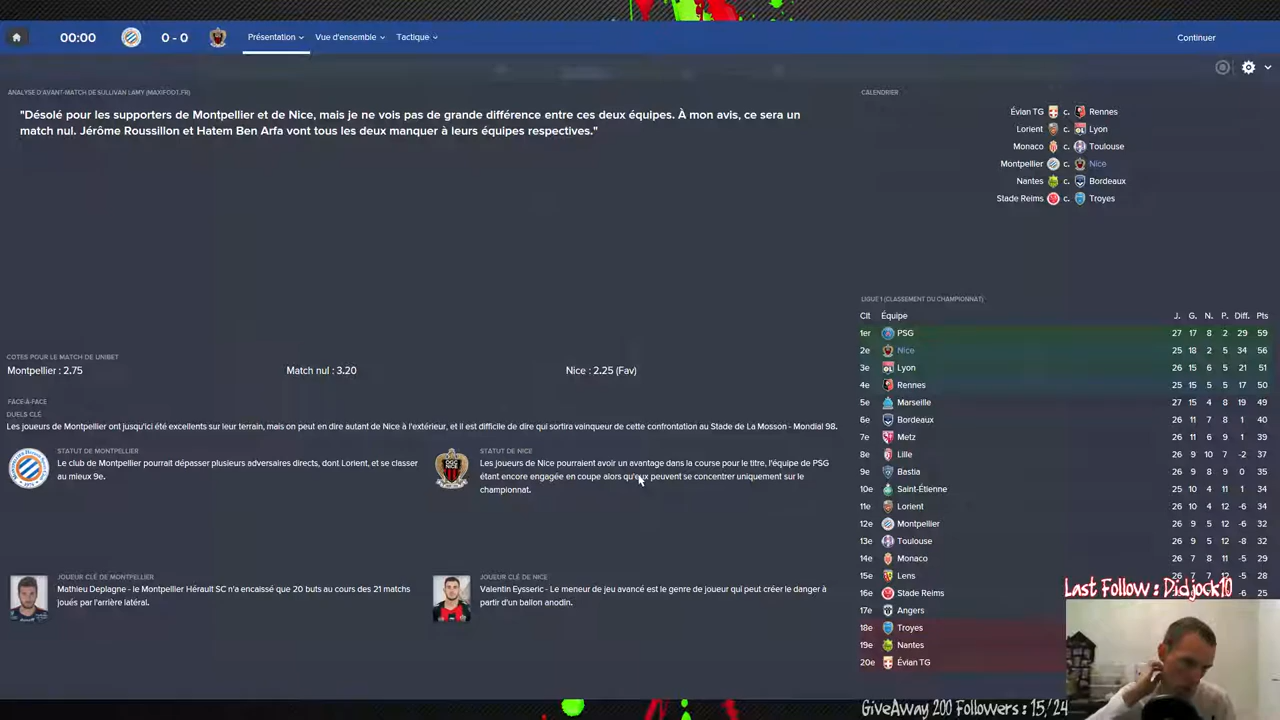 00:00 0 - 0 Présentation Vue d'ensemble Tactique Continuer
ANALYSE D'AVANT-MATCH DE SULLIVAN LAMY (MAXIFOOT.FR)
"Désolé pour les supporters de Montpellier et de Nice, mais je ne vois pas de grande différence entre ces deux équipes. À mon avis, ce sera un
match nul. Jérôme Roussillon et Hatem Ben Arfa vont tous les deux manquer à leurs équipes respectives."
CALENDRIER
Évian TG c. Rennes
Lorient c. Lyon
Monaco c. Toulouse
Montpellier c. Nice
Nantes c. Bordeaux
Stade Reims c. Troyes
COTES POUR LE MATCH DE UNIBET
Montpellier : 2.75 Match nul : 3.20 Nice : 2.25 (Fav)
FACE-À-FACE
DUELS CLÉ
Les joueurs de Montpellier ont jusqu'ici été excellents sur leur terrain, mais on peut en dire autant de Nice à l'extérieur, et il est difficile de dire qui sortira vainqueur de cette confrontation au Stade de La Mosson - Mondial 98.
STATUT DE MONTPELLIER
Le club de Montpellier pourrait dépasser plusieurs adversaires directs, dont Lorient, et se classer
au mieux 9e.
STATUT DE NICE
Les joueurs de Nice pourraient avoir un avantage dans la course pour le titre, l'équipe de PSG
étant encore engagée en coupe alors qu'eux peuvent se concentrer uniquement sur le
championnat.
JOUEUR CLÉ DE MONTPELLIER
Mathieu Deplagne - le Montpellier Hérault SC n'a encaissé que 20 buts au cours des 21 matchs
joués par l'arrière latéral.
JOUEUR CLÉ DE NICE
Valentin Eysseric - Le meneur de jeu avancé est le genre de joueur qui peut créer le danger à
partir d'un ballon anodin.
LIGUE 1 (CLASSEMENT DU CHAMPIONNAT)
Clt Équipe J. G. N. P. Diff. Pts
1er PSG 27 17 8 2 29 59
2e Nice 25 18 2 5 34 56
3e Lyon 26 15 6 5 21 51
4e Rennes 25 15 5 5 17 50
5e Marseille 27 15 4 8 19 49
6e Bordeaux 26 11 7 8 1 40
7e Metz 26 11 6 9 1 39
8e Lille 26 9 10 7 -2 37
9e Bastia 26 9 8 9 0 35
10e Saint-Étienne 25 10 4 11 1 34
11e Lorient 26 10 4 12 -6 34
12e Montpellier 26 9 5 12 -6 32
13e Toulouse 26 9 5 12 -8 32
14e Monaco 26 7 8 11 -5 29
15e Lens 26 7 7 12 -5 28
16e Stade Reims -6 25
17e Angers
18e Troyes
19e Nantes
20e Évian TG
Last Follow : Didjock10
GiveAway 200 Followers : 15/24